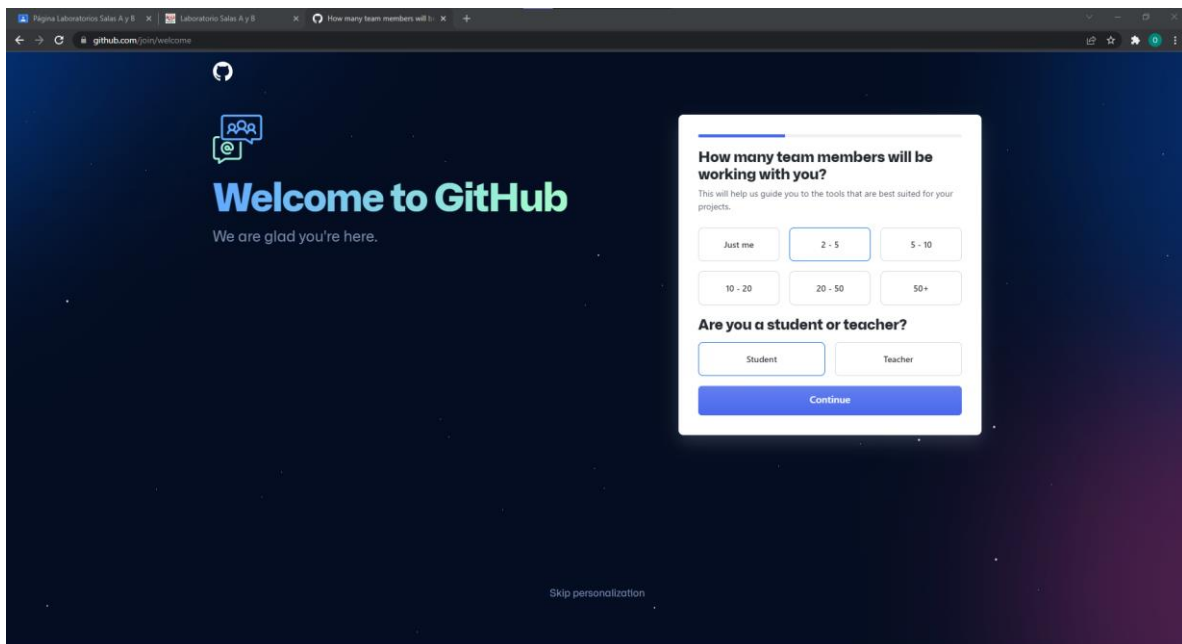 Página Laboratorios Salas A y B
Laboratorio Salas A y B
How many team members will b
github.com/join/welcome
O
@
Welcome to GitHub
We are glad you're here.
How many team members will be
working with you?
This will help us guide you to the tools that are best suited for your
projects.
Just me
2 - 5
5 - 10
10 - 20
20 - 50
50+
Are you a student or teacher?
Student
Teacher
Continue
Skip personalization